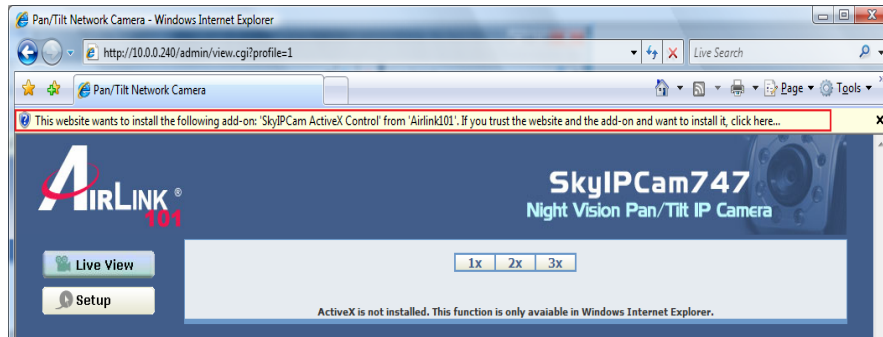 Pan/Tilt Network Camera - Windows Internet Explorer
http://10.0.0.240/admin/view.cgi?profile=1
Live Search
Pan/Tilt Network Camera
Page
Tools
This website wants to install the following add-on: 'SkyIPCam ActiveX Control' from 'Airlink101'. If you trust the website and the add-on and want to install it, click here...
AIRLINK ®
101
SkyIPCam747
Night Vision Pan/Tilt IP Camera
Live View
1x 2x 3x
Setup
ActiveX is not installed. This function is only avaiable in Windows Internet Explorer.